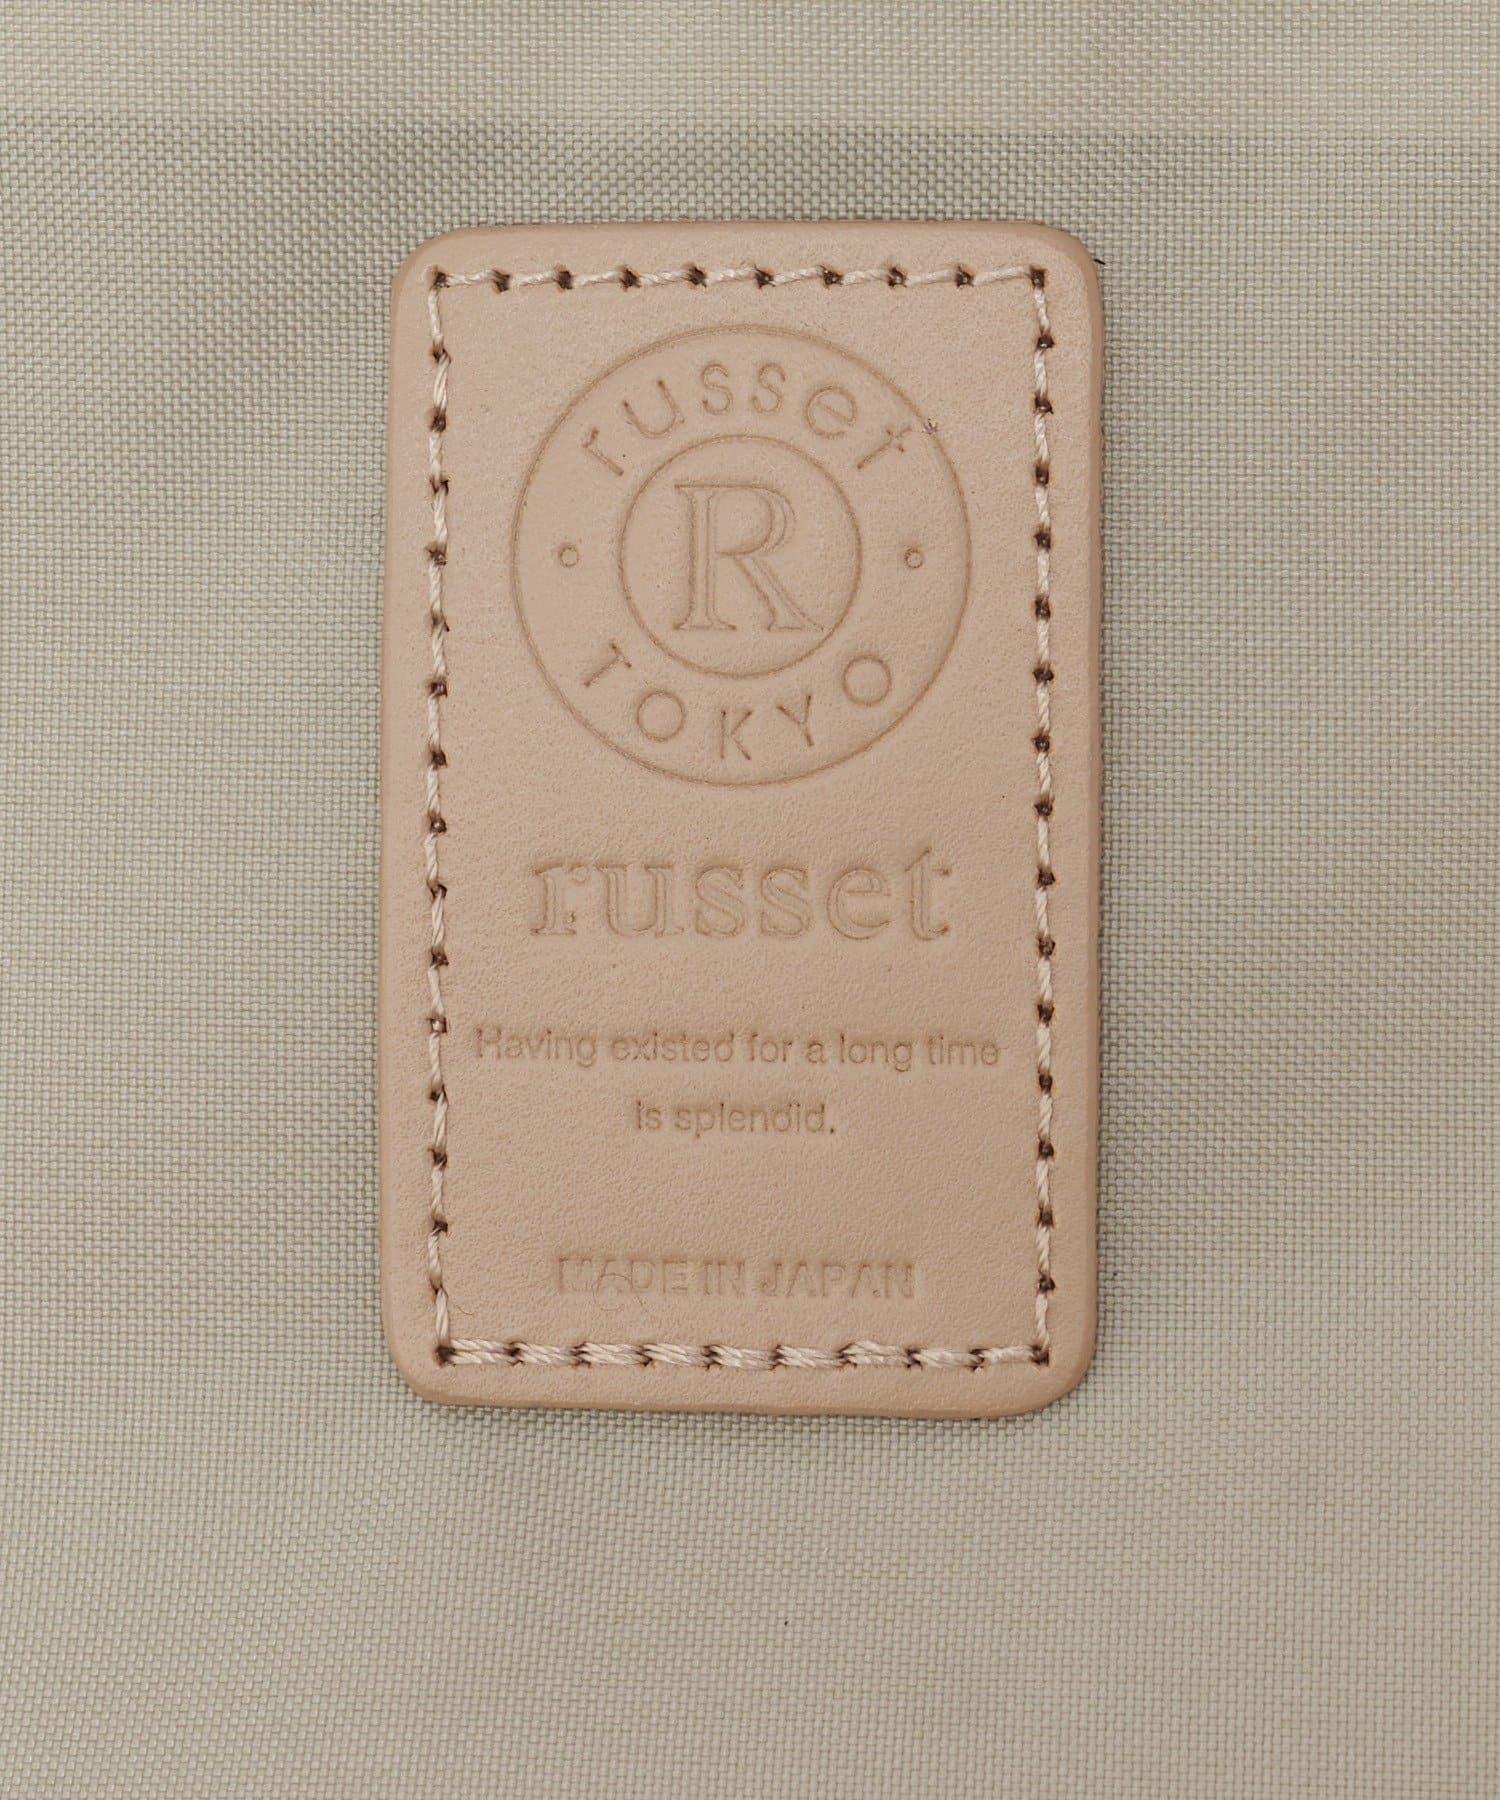 russet
R
TOKYO
russet
Having existed for a long time
is splendid.
MADE IN JAPAN